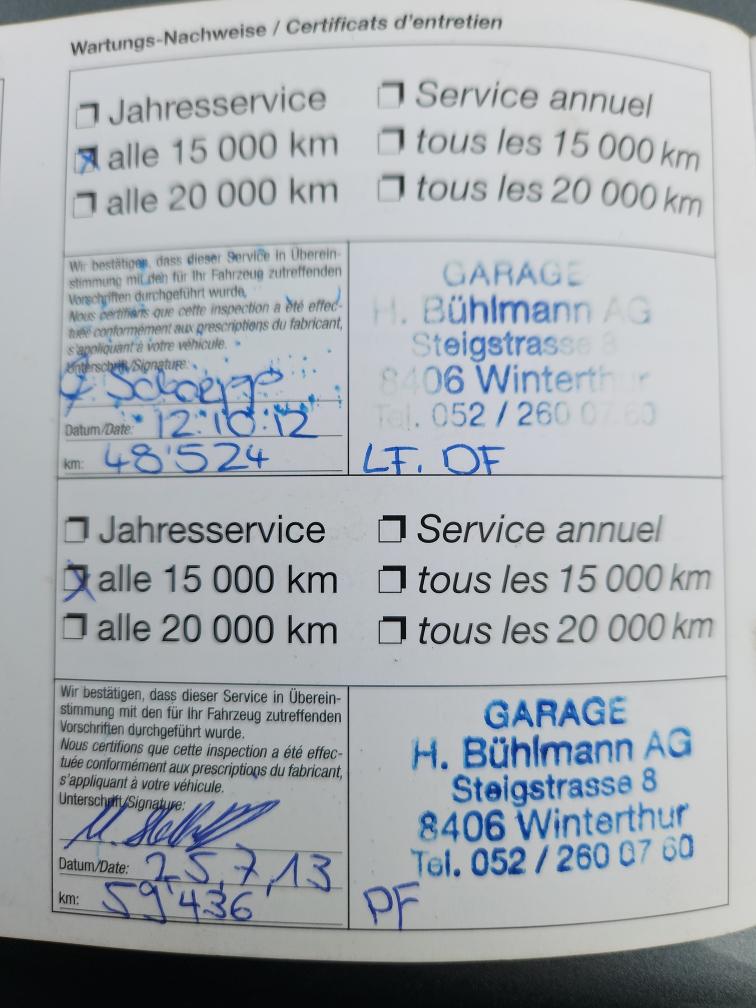 Wartungs-Nachweise / Certificats d'entretien
Jahresservice
alle 15 000 km
alle 20 000 km
Service annuel
tous les 15 000 km
tous les 20 000 km
Wir bestätigen, dass dieser Service in Überein-
stimmung mit den für Ihr Fahrzeug zutreffenden
Vorschriften durchgeführt wurde.
Nous certifions que cette inspection a été effec-
tuée conformément aux prescriptions du fabricant,
s'appliquant à votre véhicule.
Unterschrift/Signature:
Datum/Date: 12.10.12
km: 48'524
GARAGE
H. Bühlmann AG
Steigstrasse 8
8406 Winterthur
Tel. 052 / 260 07 60
LF. OF
Jahresservice
alle 15 000 km
alle 20 000 km
Service annuel
tous les 15 000 km
tous les 20 000 km
Wir bestätigen, dass dieser Service in Überein-
stimmung mit den für Ihr Fahrzeug zutreffenden
Vorschriften durchgeführt wurde.
Nous certifions que cette inspection a été effec-
tuée conformément aux prescriptions du fabricant,
s'appliquant à votre véhicule.
Unterschrift/Signature:
Datum/Date: 25,7,13
km: 59'436
GARAGE
H. Bühlmann AG
Steigstrasse 8
8406 Winterthur
Tel. 052 / 260 07 60
PF